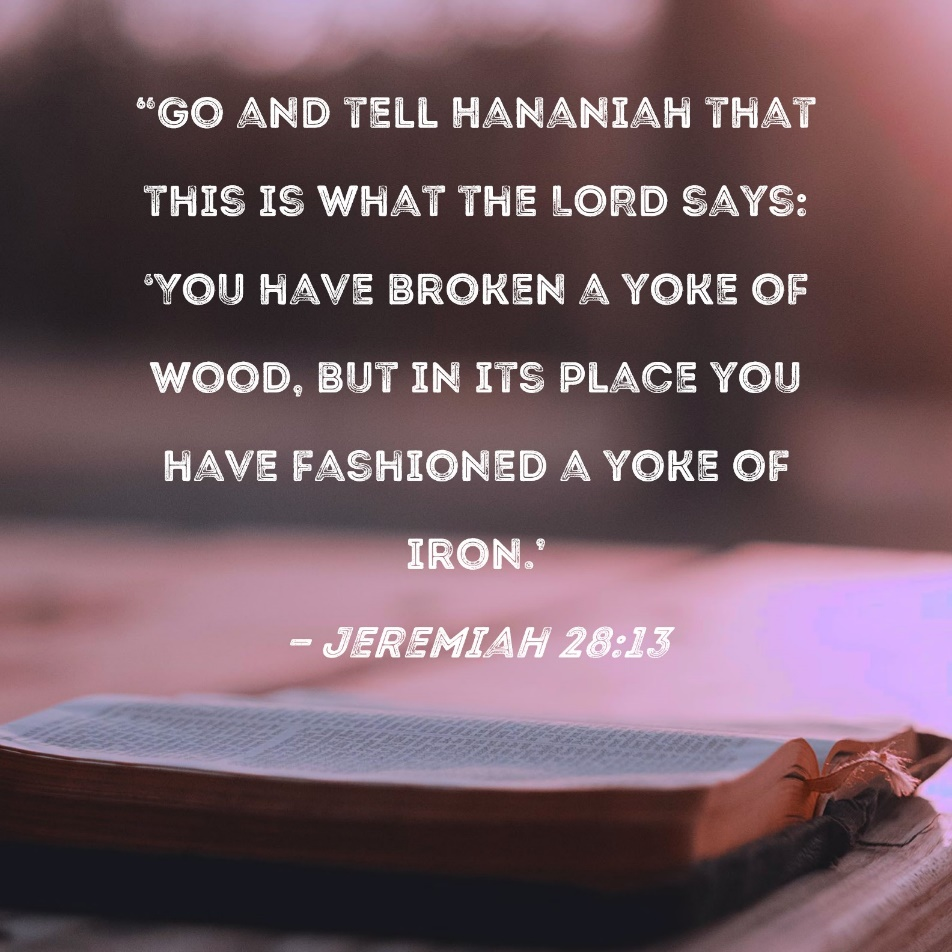 “GO AND TELL HANANIAH THAT
THIS IS WHAT THE LORD SAYS:
‘YOU HAVE BROKEN A YOKE OF
WOOD, BUT IN ITS PLACE YOU
HAVE FASHIONED A YOKE OF
IRON.’
– JEREMIAH 28:13